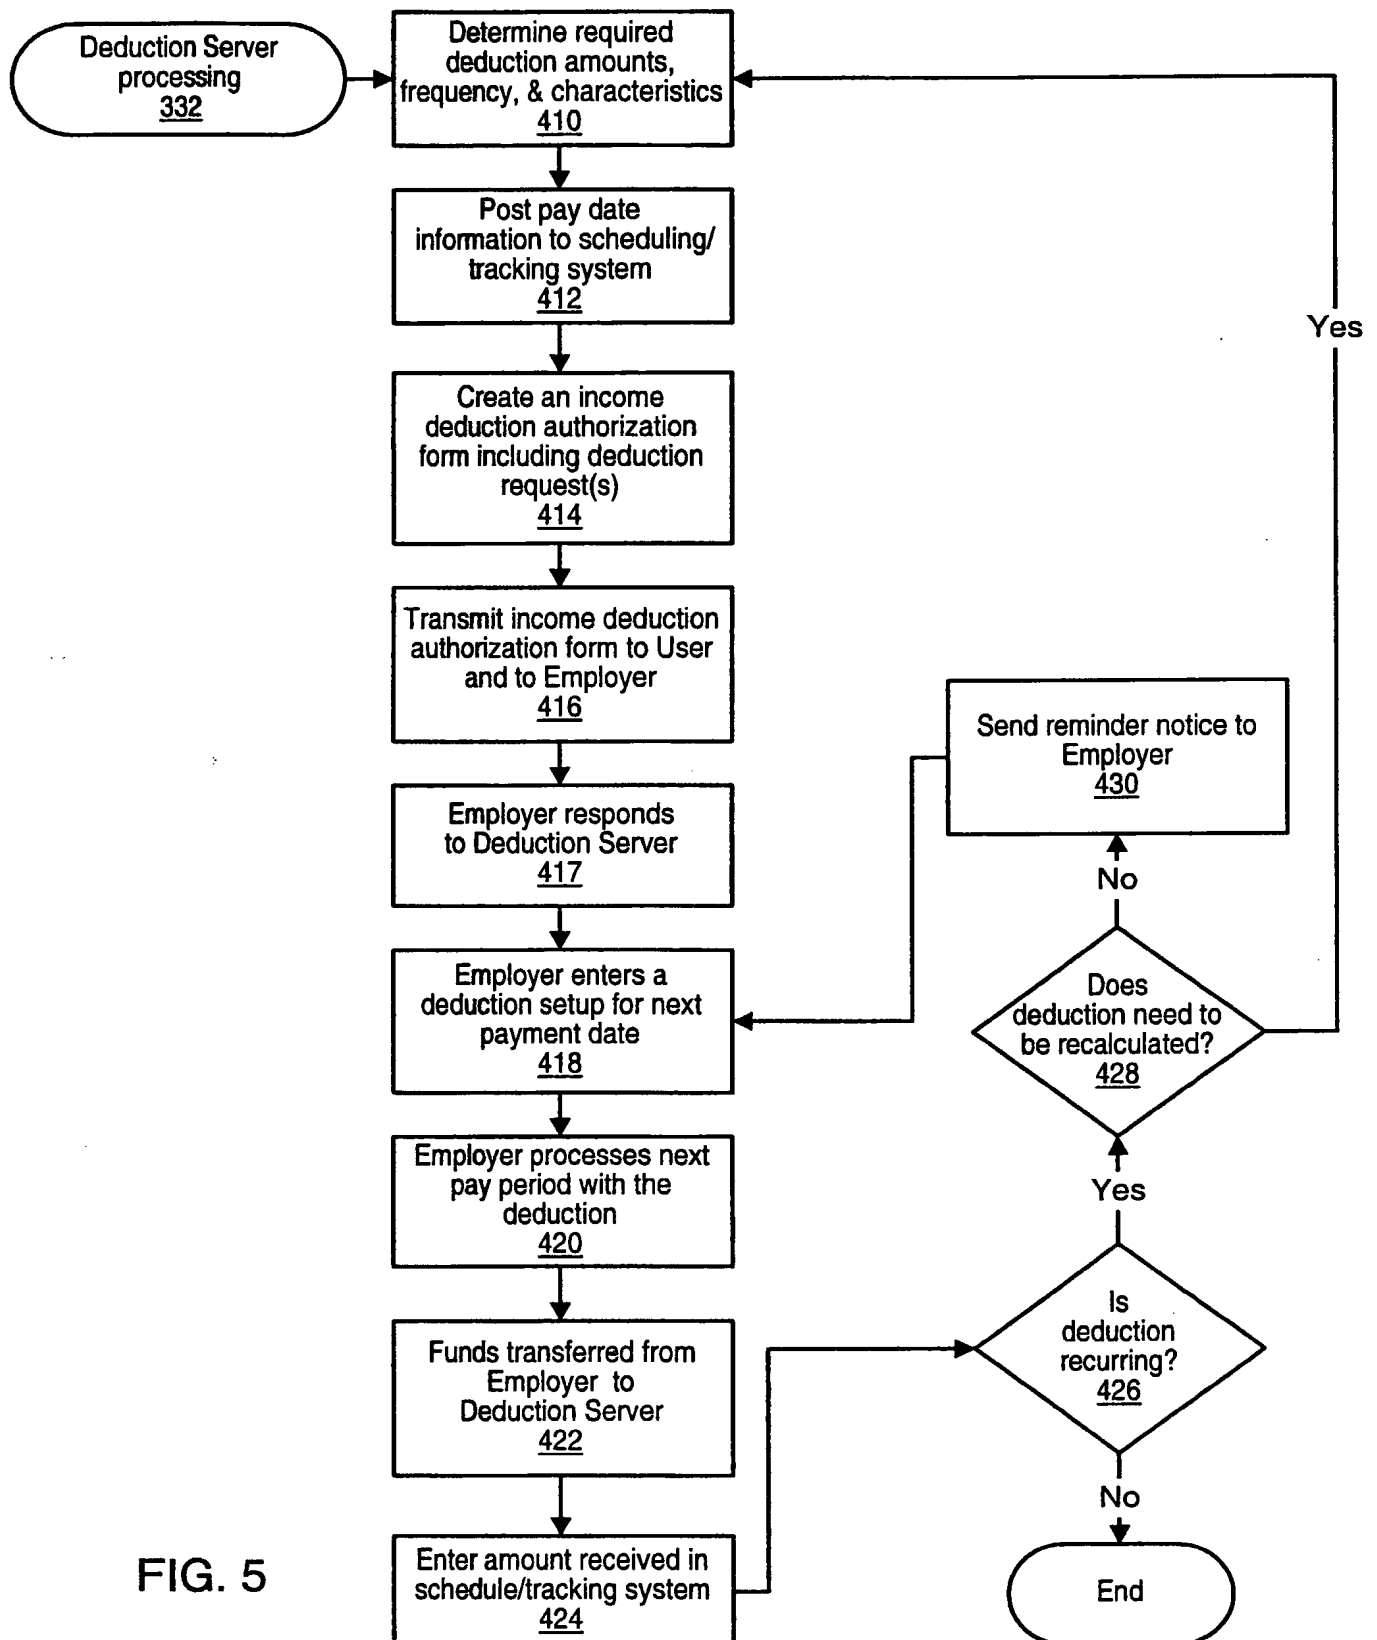 Deduction Server
processing
332
Determine required
deduction amounts,
frequency, & characteristics
410
Post pay date
information to scheduling/
tracking system
412
Yes
Create an income
deduction authorization
form including deduction
request(s)
414
Transmit income deduction
authorization form to User
and to Employer
416
Send reminder notice to
Employer
430
Employer responds
to Deduction Server
417
No
Employer enters a
deduction setup for next
payment date
418
Does
deduction need to
be recalculated?
428
Employer processes next
pay period with the
deduction
420
Yes
Is
deduction
recurring?
426
Funds transferred from
Employer to
Deduction Server
422
No
Enter amount received in
schedule/tracking system
424
End
FIG. 5